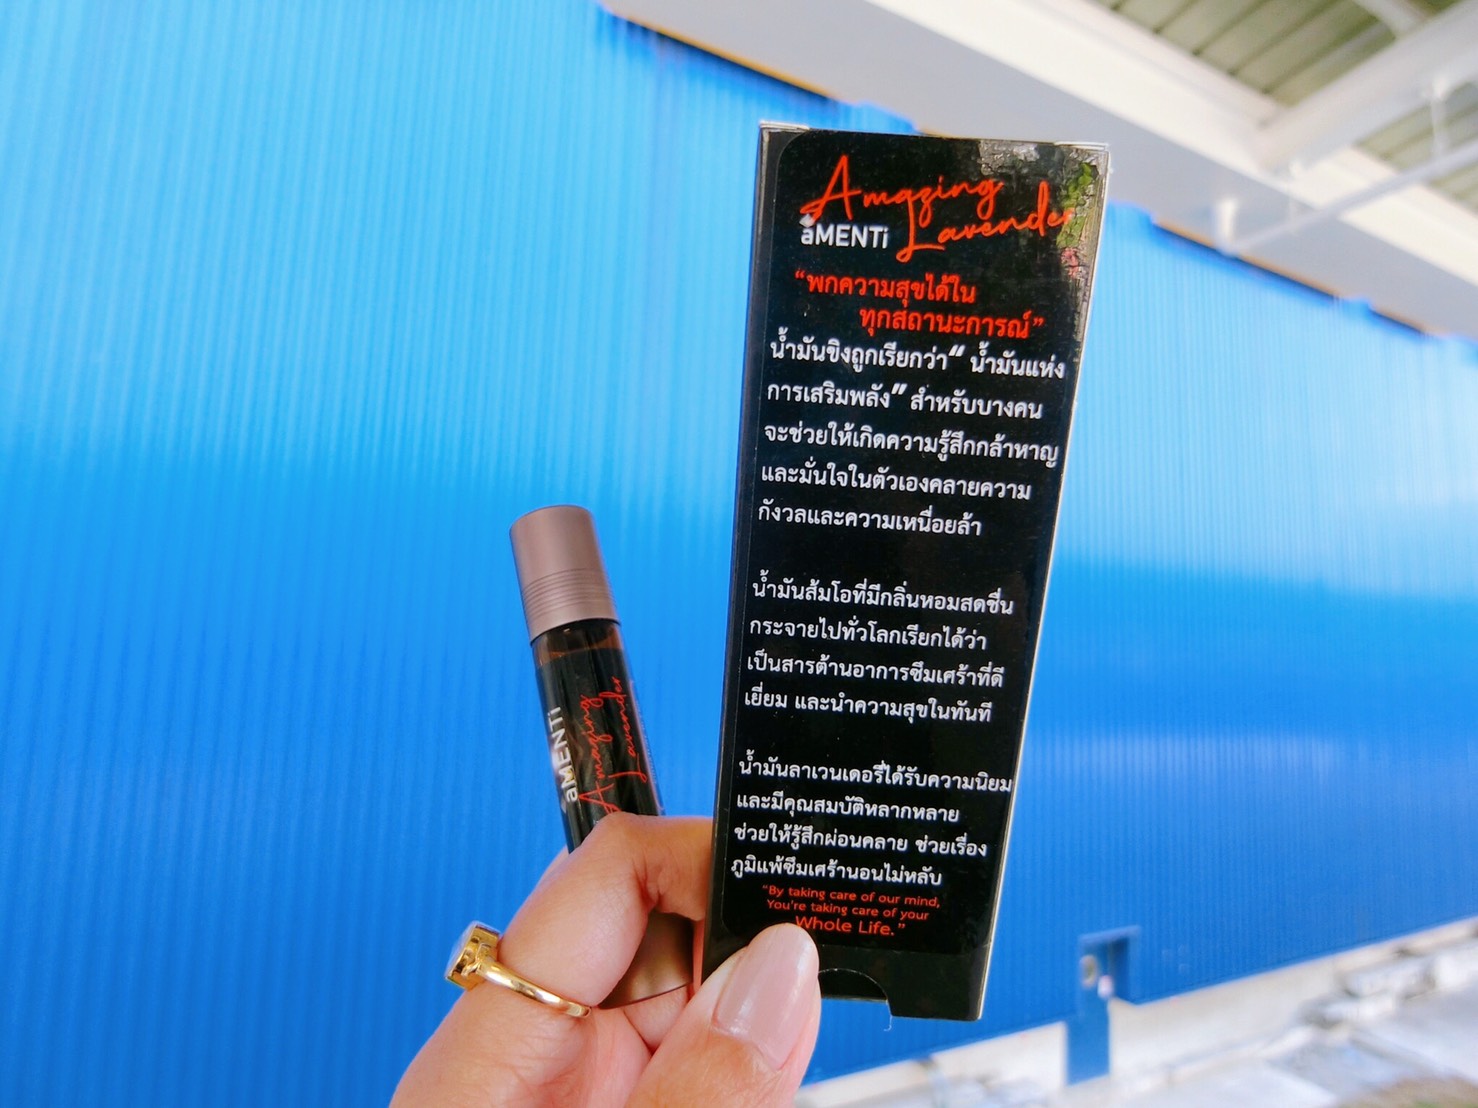 Amazing
Lavender
âMENTi
“พกความสุขได้ใน
ทุกสถานะการณ์”
น้ำมันขิงถูกเรียกว่า“ น้ำมันแห่ง
การเสริมพลัง” สำหรับบางคน
จะช่วยให้เกิดความรู้สึกกล้าหาญ
และมั่นใจในตัวเองคลายความ
กังวลและความเหนื่อยล้า
น้ำมันส้มโอที่มีกลิ่นหอมสดชื่น
กระจายไปทั่วโลกเรียกได้ว่า
เป็นสารต้านอาการซึมเศร้าที่ดี
เยี่ยม และนำความสุขในทันที
น้ำมันลาเวนเดอรี่ได้รับความนิยม
และมีคุณสมบัติหลากหลาย
ช่วยให้รู้สึกผ่อนคลาย ช่วยเรื่อง
ภูมิแพ้ซึมเศร้านอนไม่หลับ
“By taking care of our mind,
You're taking care of your
Whole Life.”
âMENTi
Amazing
Lavender